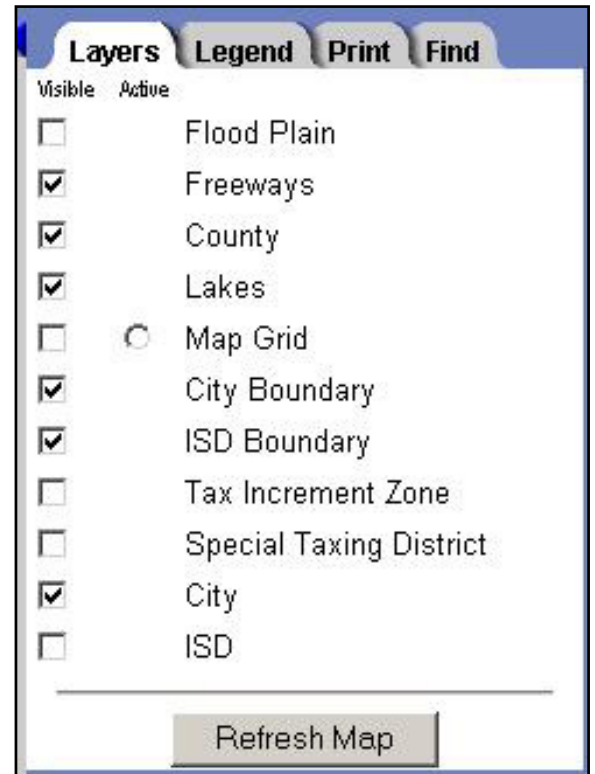 Layers Legend Print Find
Visible Active
Flood Plain
Freeways
County
Lakes
Map Grid
City Boundary
ISD Boundary
Tax Increment Zone
Special Taxing District
City
ISD
Refresh Map